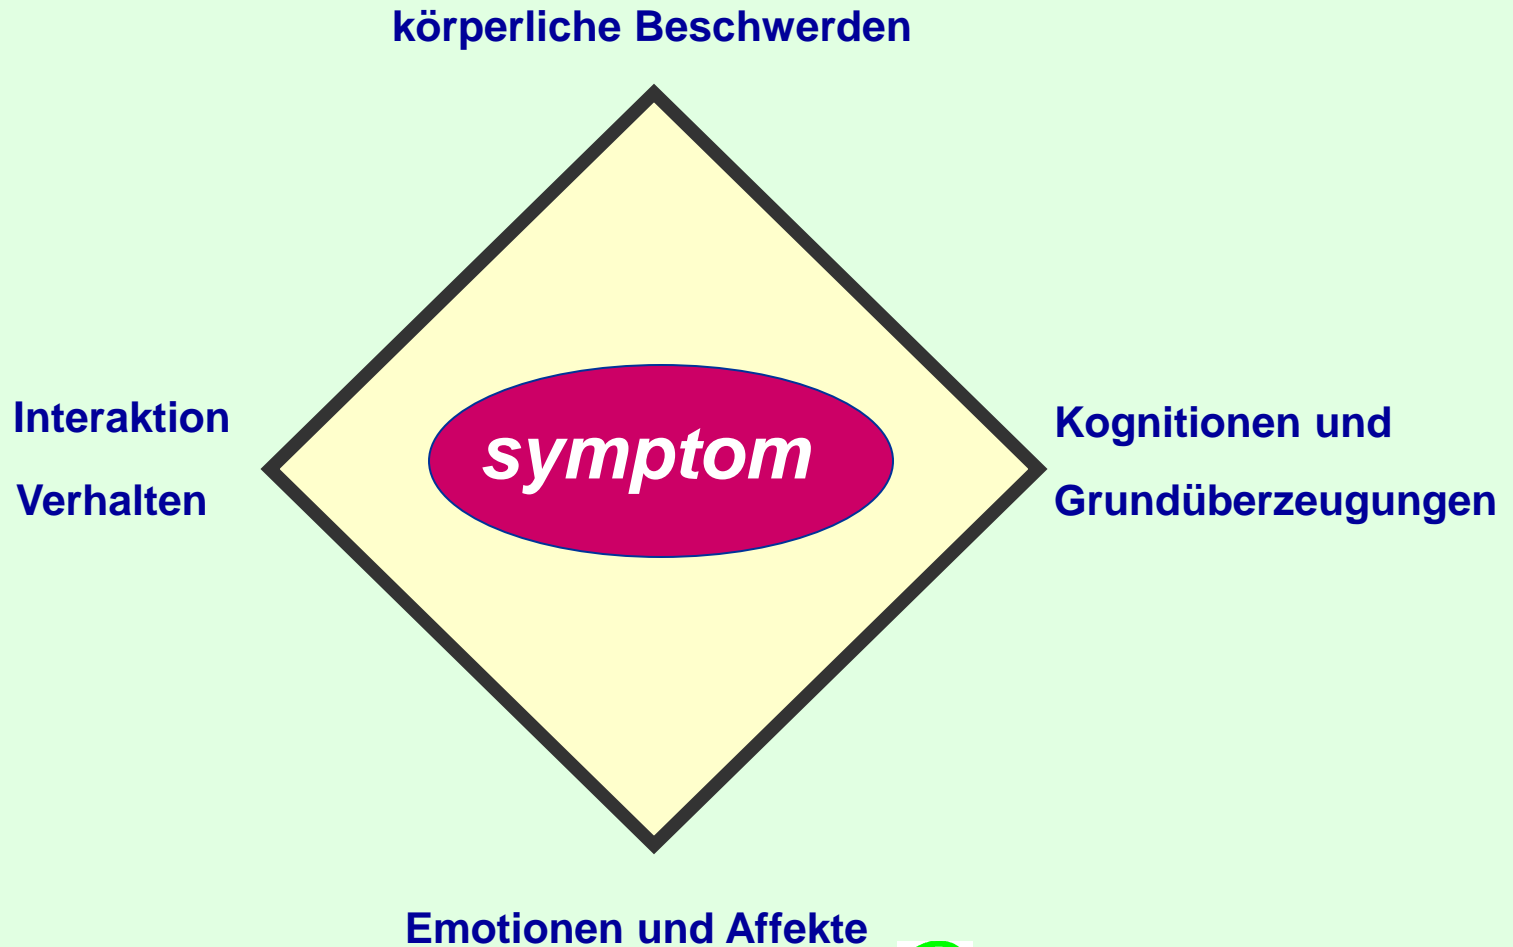 körperliche Beschwerden
Interaktion
Verhalten
symptom
Kognitionen und
Grundüberzeugungen
Emotionen und Affekte